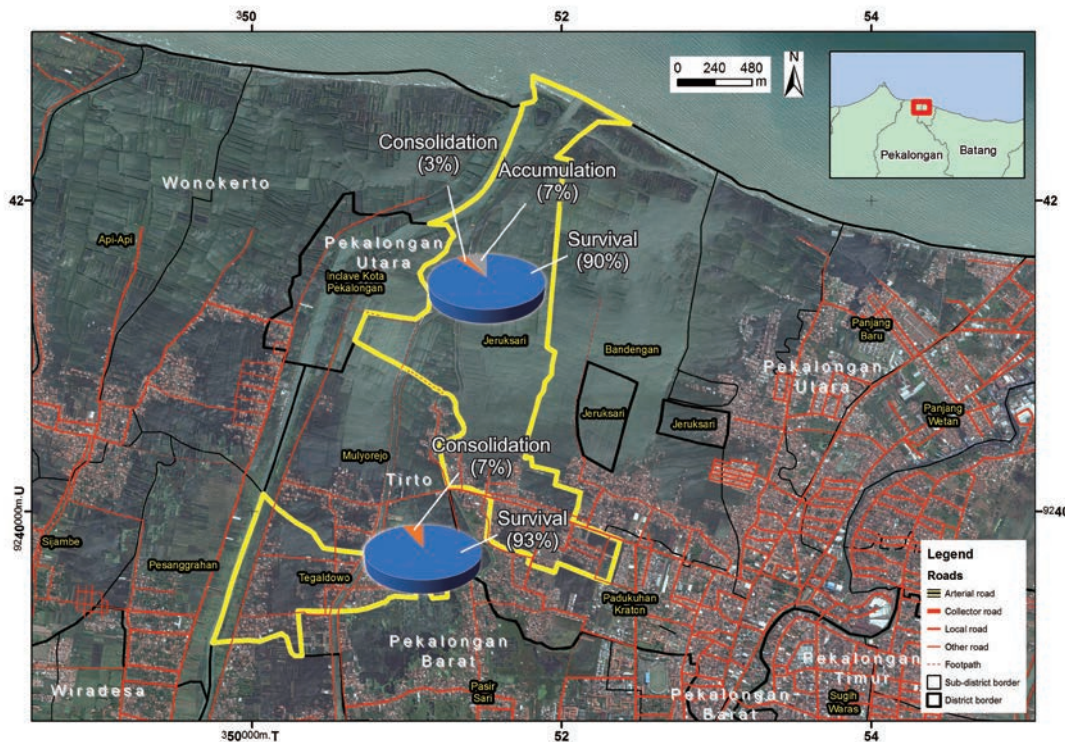 ³50
52
54
0 240 480
m
N
Pekalongan
Batang
Consolidation
(3%)
Accumulation
(7%)
Survival
(90%)
Wonokerto
42
42
Api-Api
Pekalongan
Utara
Inclave Kota
Pekalongan
Jeruksari
Bandengan
Panjang
Baru
Pekalongan
Utara
Jeruksari
Jeruksari
Panjang
Wetan
Consolidation
(7%)
Mulyorejo
Tirto
⁹²40⁰⁰⁰m.U
⁹²40
Survival
(93%)
Sijambe
Pesanggrahan
Tegaldowo
Padukuhan
Kraton
Pekalongan
Barat
Pekalongan
Timur
Wiradesa
Pasir
Sari
Pekalongan-
Barat
Sugih
Waras
Legend
Roads
Arterial road
Collector road
Local road
Other road
Footpath
Sub-district border
District border
³50⁰⁰⁰m.T
52
54